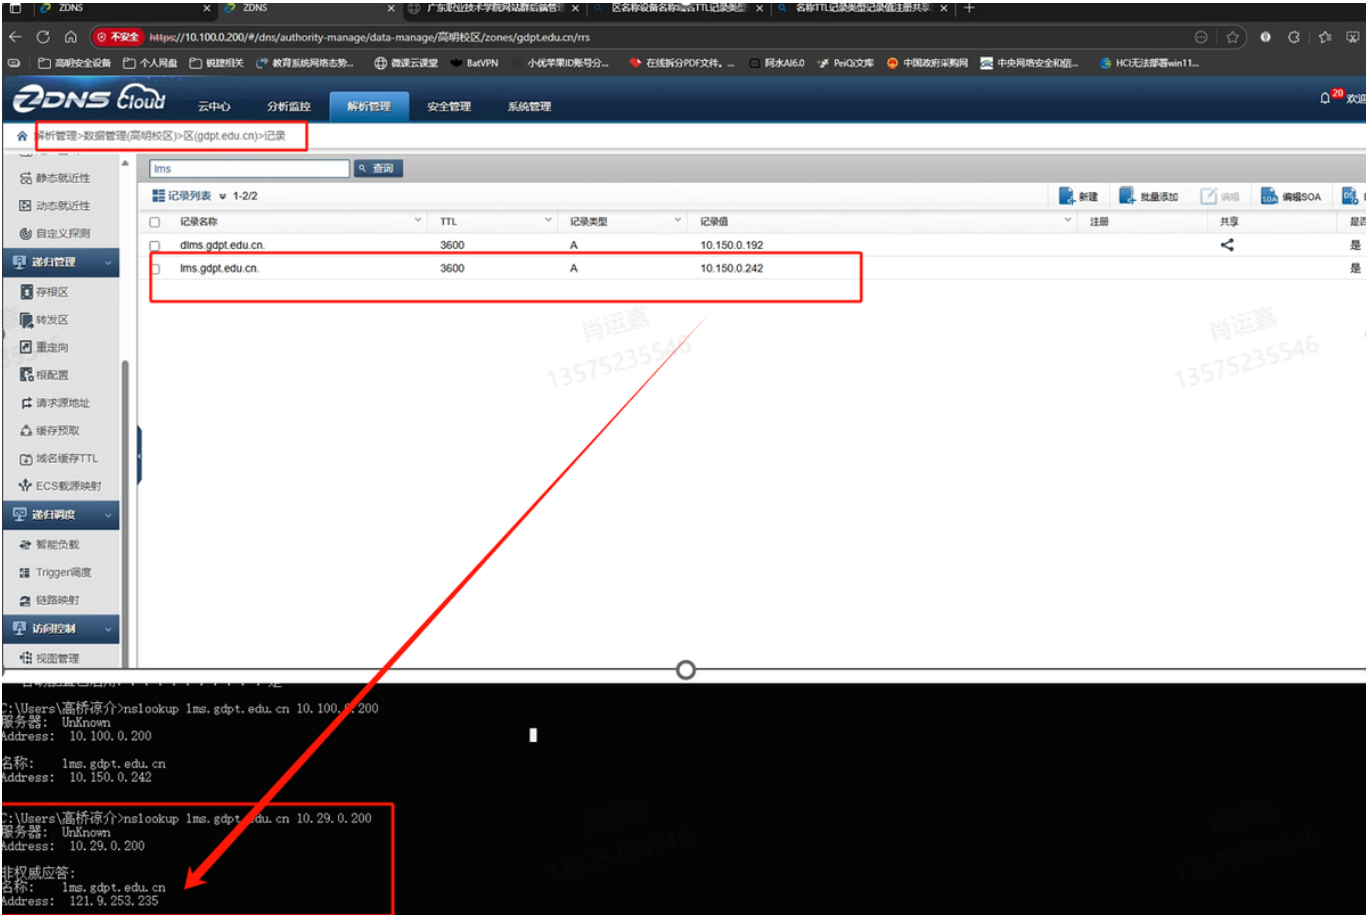 ZDNS
ZDNS
广东职业技术学院网站群后端管
区名称设备名称
TTL记录类型
名称TTL记录类型记录值注册共享
不安全
https://10.100.0.200/#/dns/authority-manage/data-manage/高明校区/zones/gdpt.edu.cn/rrs
高明安全设备
个人网盘
锐捷相关
教育系统网络态势...
微课云课堂
BatVPN
小优苹果ID账号分...
在线拆分PDF文件。...
阿水AI6.0
PeiQi文库
中国政府采购网
中央网络安全和信...
HCI无法部署win11...
ZDNS Cloud
云中心
分析监控
解析管理
安全管理
系统管理
20
欢迎
解析管理>数据管理(高明校区)>区(gdpt.edu.cn)>记录
静态就近性
动态就近性
自定义探测
递归管理
存根区
转发区
重定向
根配置
请求源地址
缓存预取
域名缓存TTL
ECS载源映射
递归调度
智能负载
Trigger调度
链路映射
访问控制
视图管理
lms
查询
记录列表 1-2/2
新建
批量添加
编辑
编辑SOA
记录名称 TTL 记录类型 记录值 注册 共享 是否
dlms.gdpt.edu.cn. 3600 A 10.150.0.192 是
lms.gdpt.edu.cn. 3600 A 10.150.0.242 是
肖运嘉
13575235546
肖运嘉
13575235546
C:\Users\高桥凉介>nslookup lms.gdpt.edu.cn 10.100.0.200
服务器: UnKnown
Address: 10.100.0.200
名称: lms.gdpt.edu.cn
Address: 10.150.0.242
C:\Users\高桥凉介>nslookup lms.gdpt.edu.cn 10.29.0.200
服务器: UnKnown
Address: 10.29.0.200
非权威应答:
名称: lms.gdpt.edu.cn
Address: 121.9.253.235